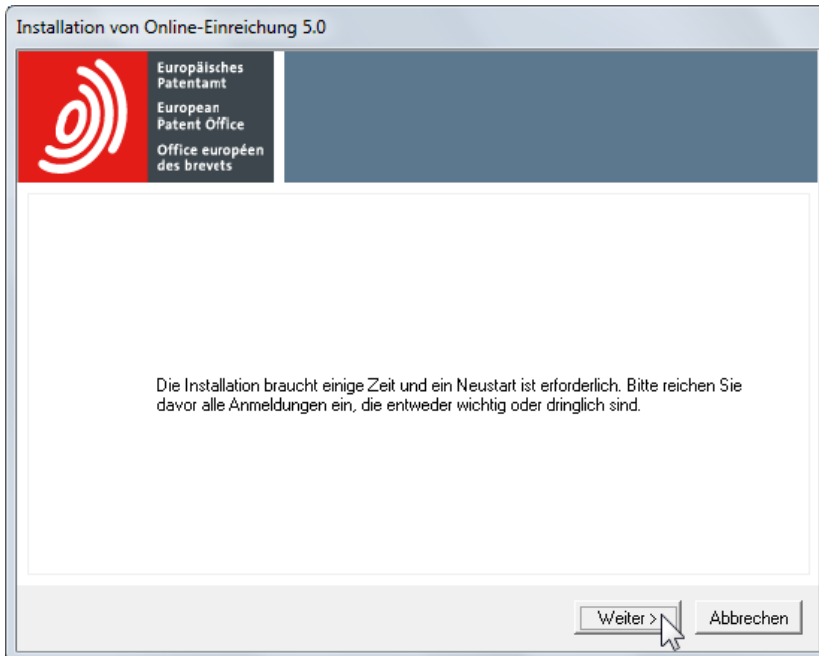 Installation von Online-Einreichung 5.0
Europäisches
Patentamt
European
Patent Office
Office européen
des brevets
Die Installation braucht einige Zeit und ein Neustart ist erforderlich. Bitte reichen Sie
davor alle Anmeldungen ein, die entweder wichtig oder dringlich sind.
Weiter >
Abbrechen